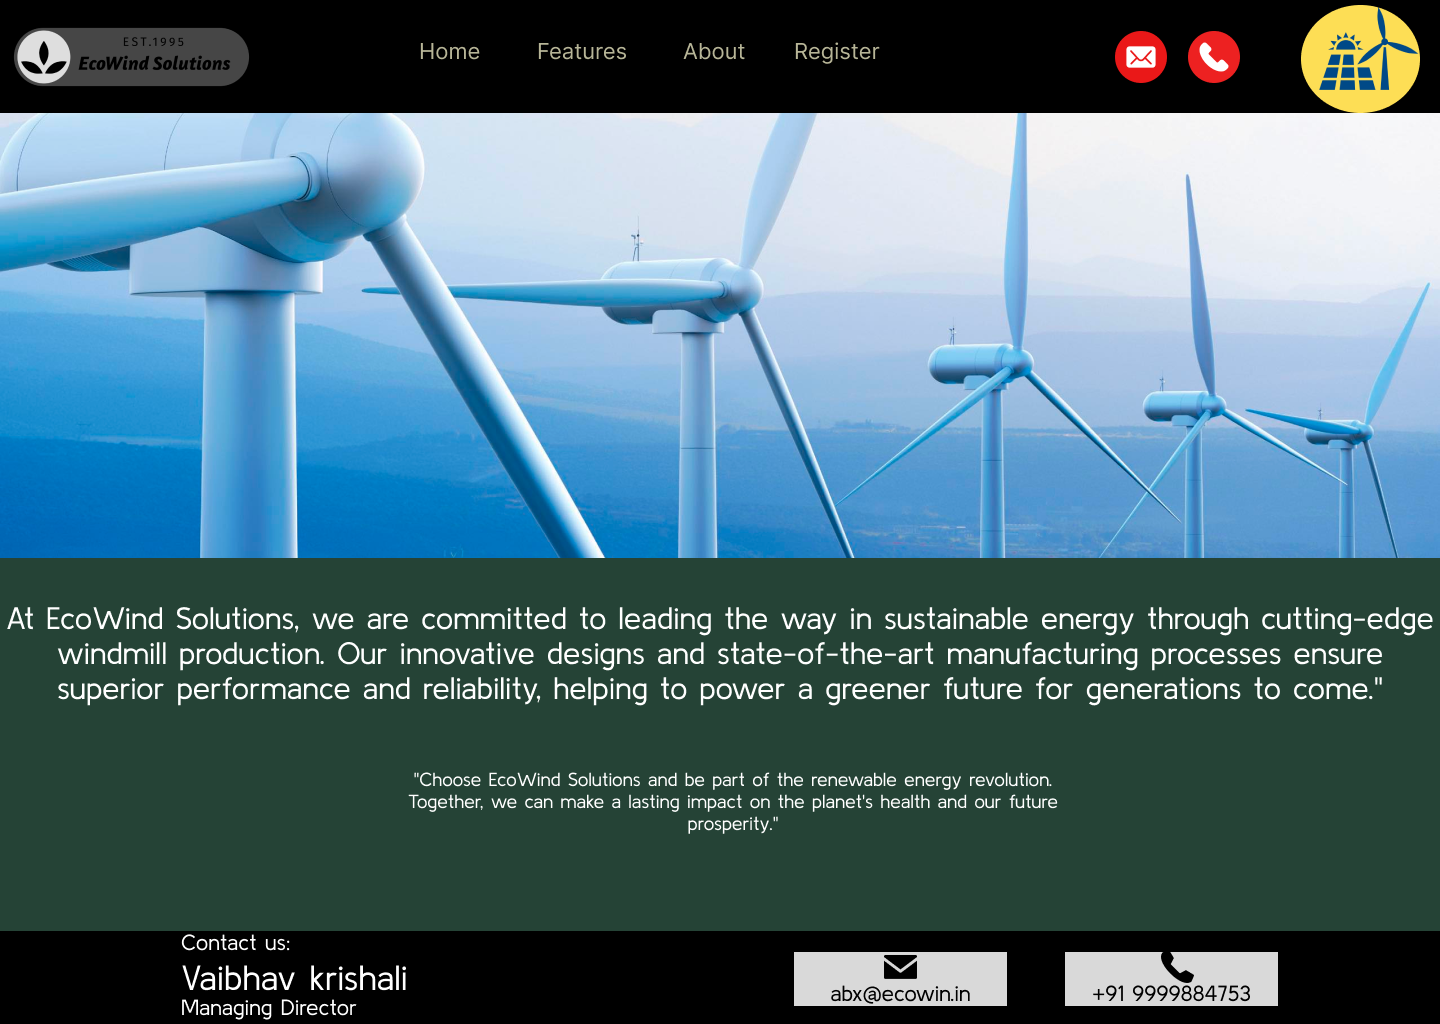 EST.1995
EcoWind Solutions
Home Features About Register
At EcoWind Solutions, we are committed to leading the way in sustainable energy through cutting-edge
windmill production. Our innovative designs and state-of-the-art manufacturing processes ensure
superior performance and reliability, helping to power a greener future for generations to come."
"Choose EcoWind Solutions and be part of the renewable energy revolution.
Together, we can make a lasting impact on the planet's health and our future
prosperity."
Contact us:
Vaibhav krishali
Managing Director
abx@ecowin.in
+91 9999884753